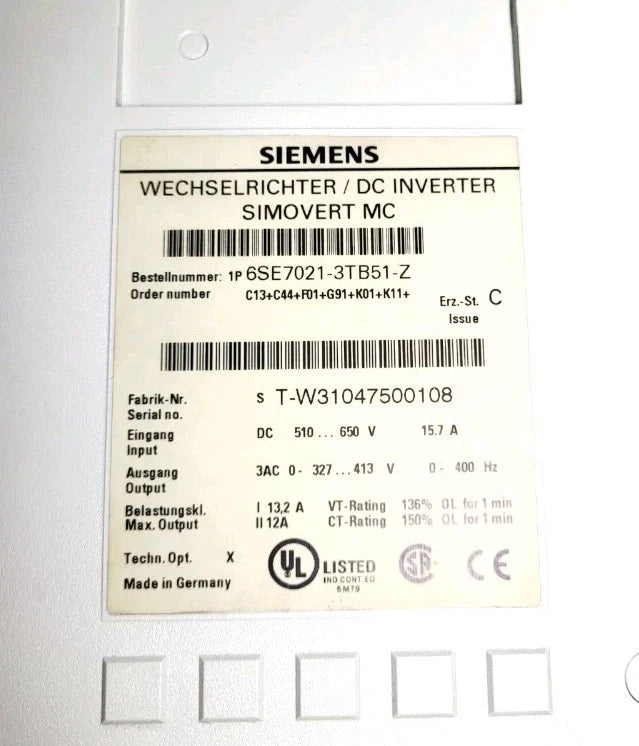 SIEMENS
WECHSELRICHTER / DC INVERTER
SIMOVERT MC
Bestellnummer: 1P 6SE7021-3TB51-Z
Order number C13+C44+F01+G91+K01+K11+
Erz.-St. C
Issue
Fabrik-Nr. S T-W31047500108
Serial no.
Eingang DC 510 ... 650 V 15.7 A
Input
Ausgang 3AC 0- 327...413 V 0- 400 Hz
Output
Belastungskl. I 13,2 A VT-Rating 136% OL for 1 min
Max. Output II 12A CT-Rating 150% OL for 1 min
Techn. Opt. X
Made in Germany
UL LISTED
IND.CONT.EQ.
6M79
SA
CE